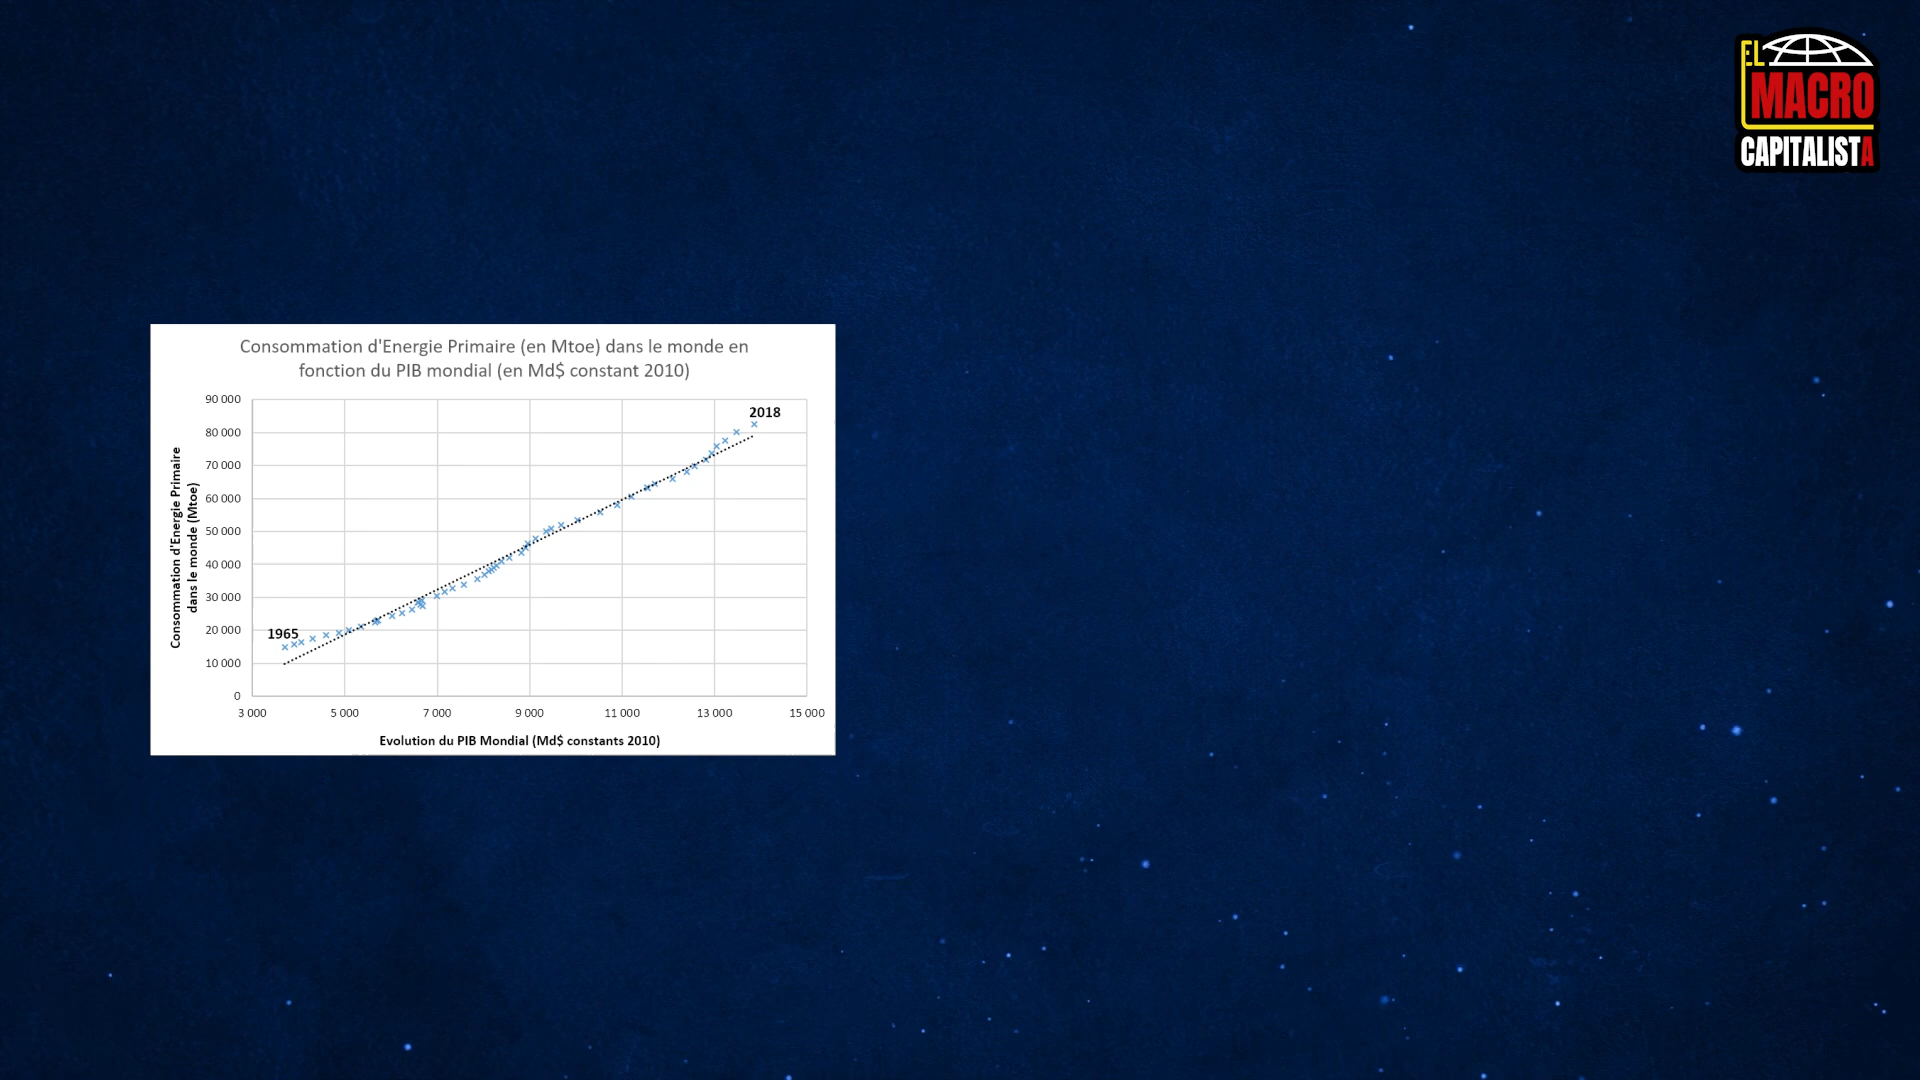 EL
MACRO
CAPITALISTA
Consommation d'Energie Primaire (en Mtoe) dans le monde en
fonction du PIB mondial (en Md$ constant 2010)
Consommation d'Energie Primaire
dans le monde (Mtoe)
90 000
80 000
70 000
60 000
50 000
40 000
30 000
20 000
10 000
0
2018
1965
3 000 5 000 7 000 9 000 11 000 13 000 15 000
Evolution du PIB Mondial (Md$ constants 2010)